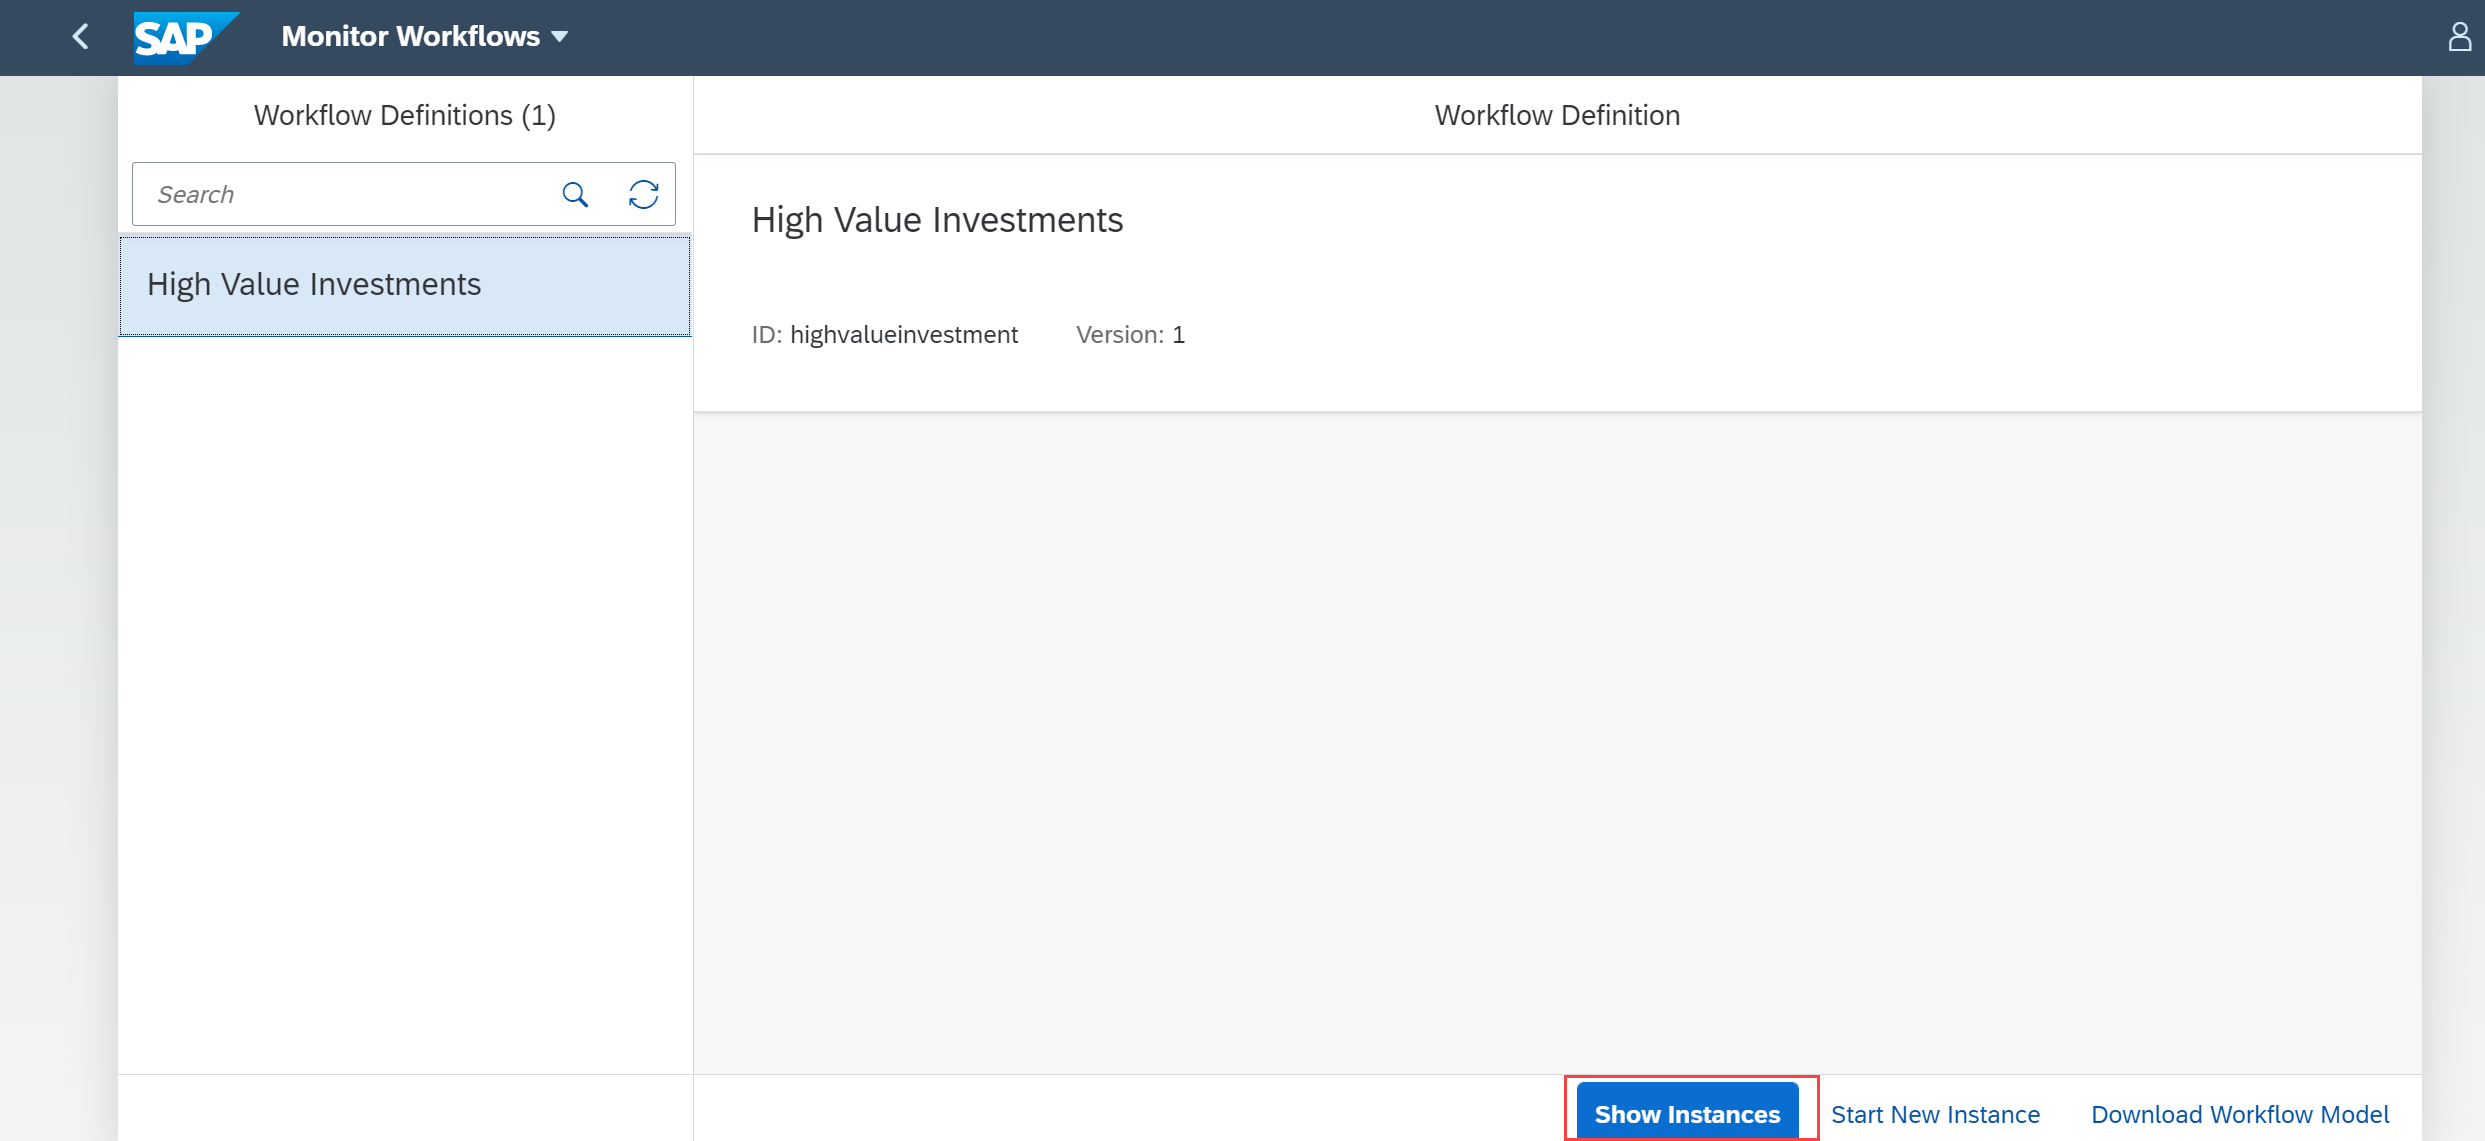 SAP
Monitor Workflows
Workflow Definitions (1)
Search
High Value Investments
Workflow Definition
High Value Investments
ID: highvalueinvestment Version: 1
Show Instances Start New Instance Download Workflow Model